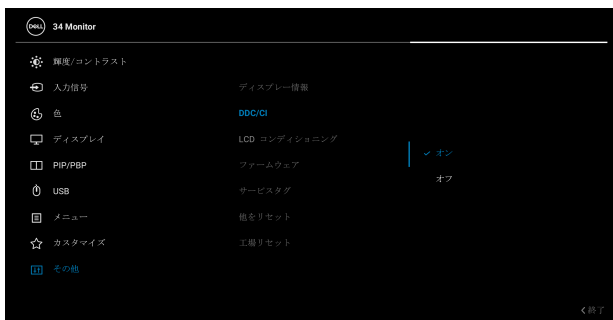 DELL 34 Monitor
輝度/コントラスト
入力信号
色
ディスプレイ
PIP/PBP
USB
メニュー
カスタマイズ
その他
ディスプレー情報
DDC/CI
LCD コンディショニング
ファームウェア
サービスタグ
他をリセット
工場リセット
オン
オフ
終了